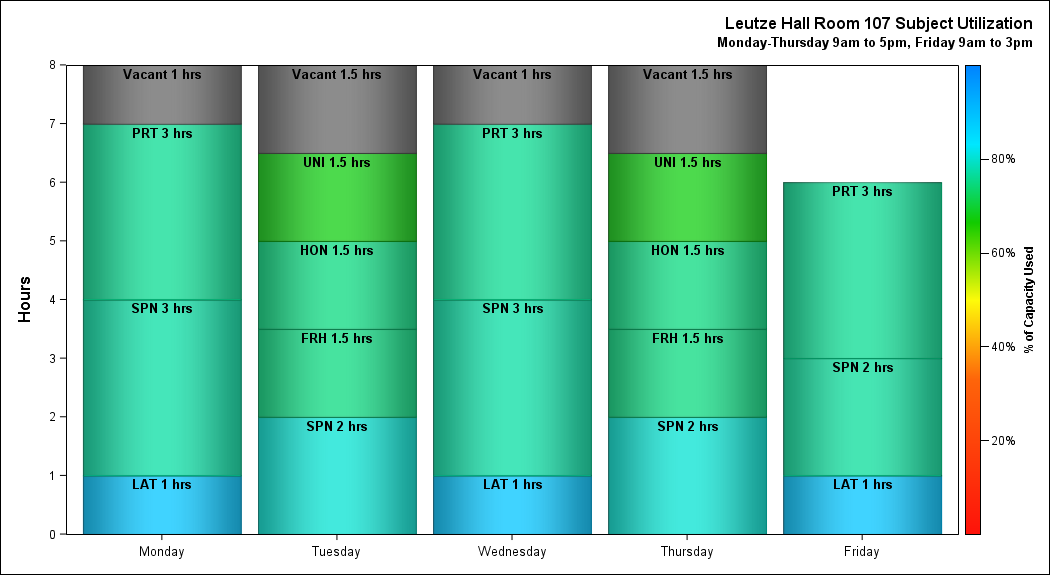 Leutze Hall Room 107 Subject Utilization
Monday-Thursday 9am to 5pm, Friday 9am to 3pm
Hours
8
7
6
5
4
3
2
1
0
Vacant 1 hrs
PRT 3 hrs
SPN 3 hrs
LAT 1 hrs
Monday
Vacant 1.5 hrs
UNI 1.5 hrs
HON 1.5 hrs
FRH 1.5 hrs
SPN 2 hrs
Tuesday
Vacant 1 hrs
PRT 3 hrs
SPN 3 hrs
LAT 1 hrs
Wednesday
Vacant 1.5 hrs
UNI 1.5 hrs
HON 1.5 hrs
FRH 1.5 hrs
SPN 2 hrs
Thursday
PRT 3 hrs
SPN 2 hrs
LAT 1 hrs
Friday
80%
60%
40%
20%
% of Capacity Used